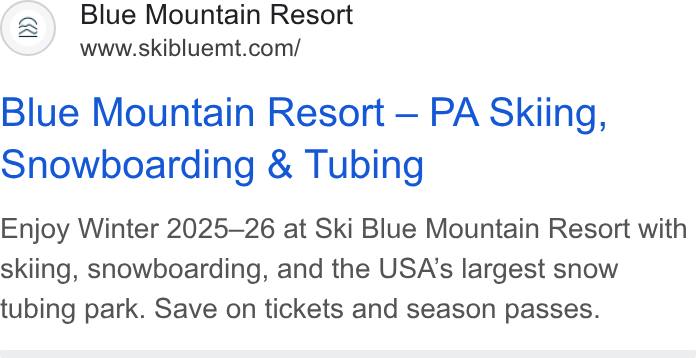 Blue Mountain Resort
www.skibluemt.com/
Blue Mountain Resort – PA Skiing,
Snowboarding & Tubing
Enjoy Winter 2025–26 at Ski Blue Mountain Resort with
skiing, snowboarding, and the USA’s largest snow
tubing park. Save on tickets and season passes.